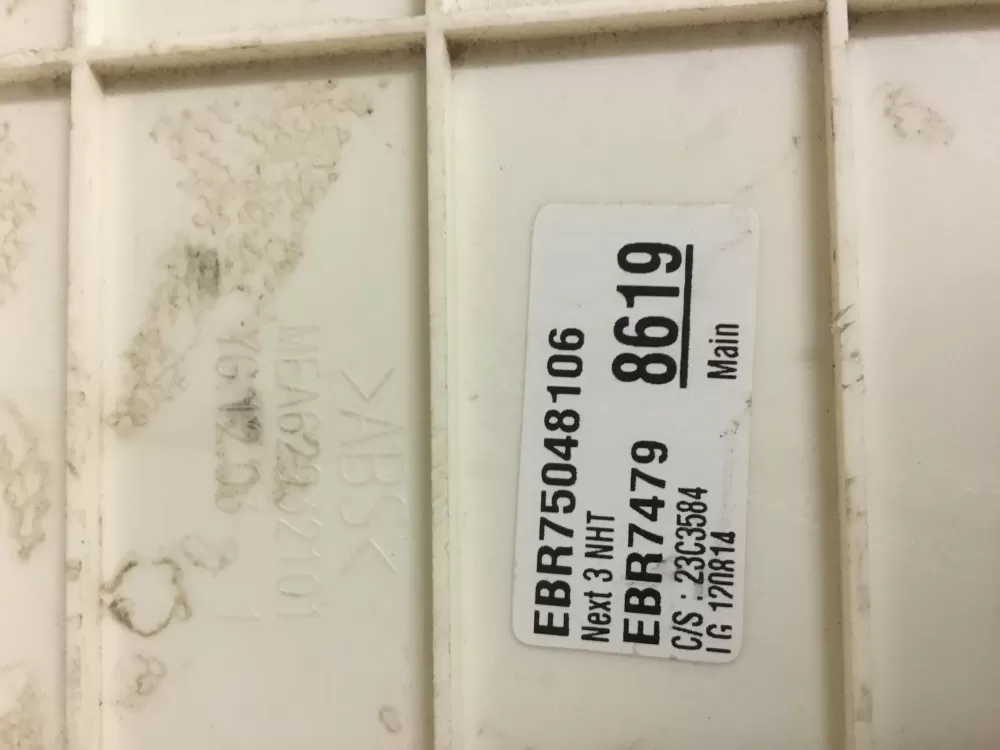 EBR75048106
Next 3 NHT
EBR7479 8619
C/S : 23C3584
LG 120814 Main
>ABS<